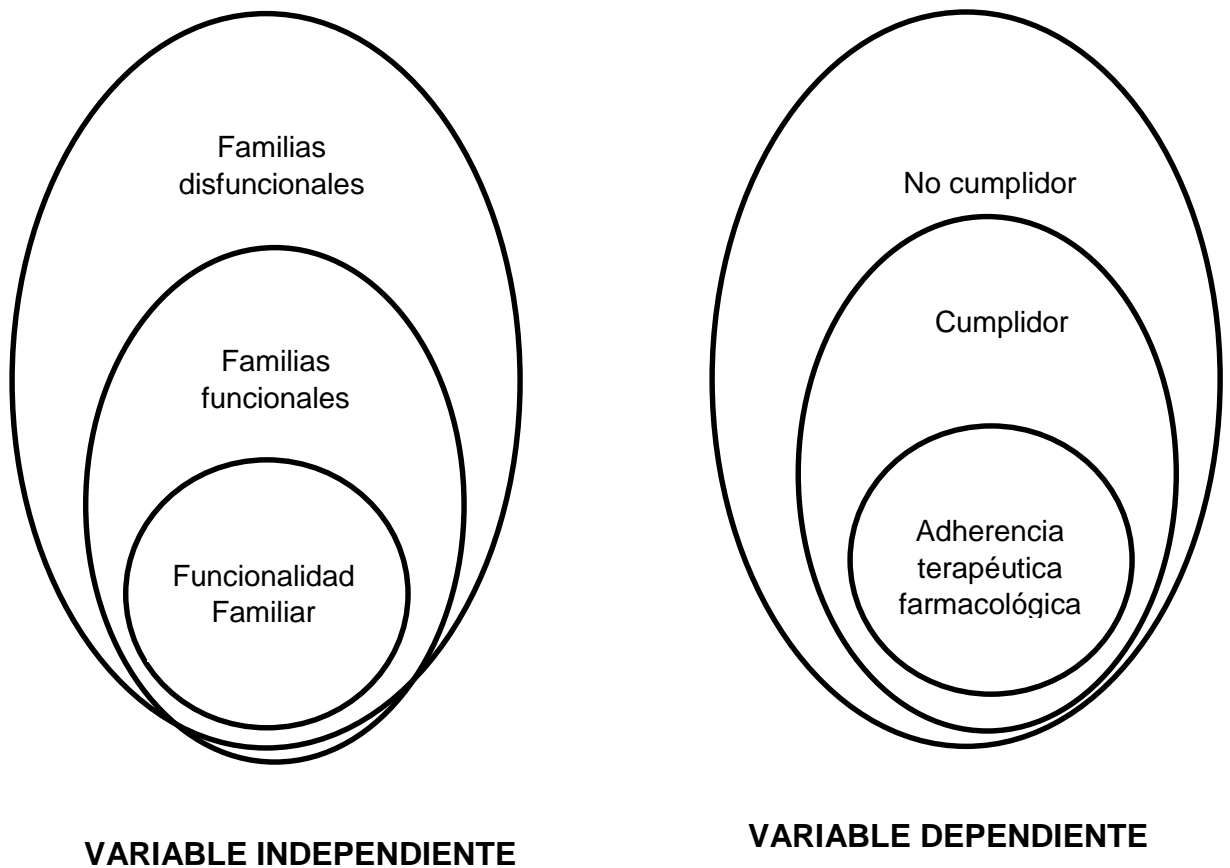 Familias
disfuncionales
Familias
funcionales
Funcionalidad
Familiar
VARIABLE INDEPENDIENTE
No cumplidor
Cumplidor
Adherencia
terapéutica
farmacológica
VARIABLE DEPENDIENTE